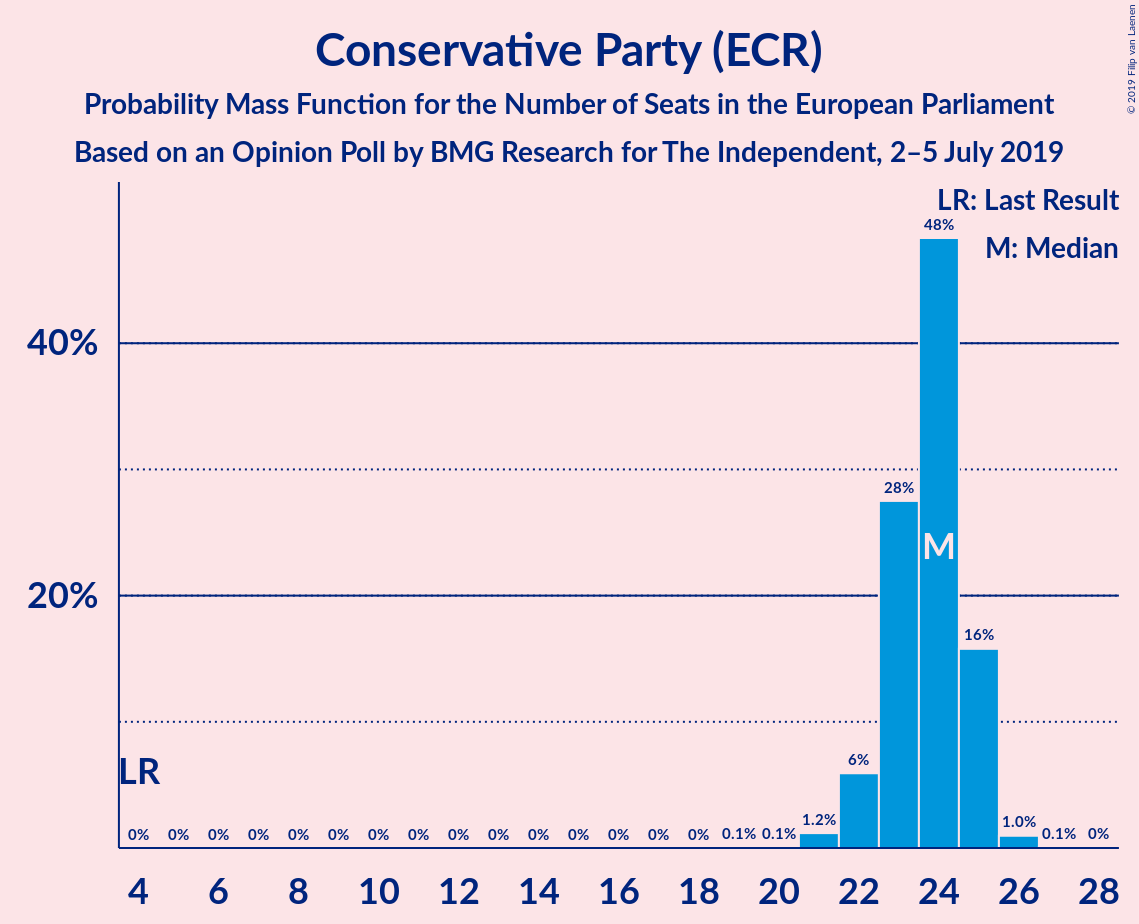 Conservative Party (ECR)
Probability Mass Function for the Number of Seats in the European Parliament
Based on an Opinion Poll by BMG Research for The Independent, 2–5 July 2019
© 2019 Filip van Laenen
LR: Last Result
M: Median
48%
40%
28%
M
20%
16%
LR
6%
0% 0% 0% 0% 0% 0% 0% 0% 0% 0% 0% 0% 0% 0% 0% 0.1% 0.1% 1.2% 1.0% 0.1% 0%
4 6 8 10 12 14 16 18 20 22 24 26 28